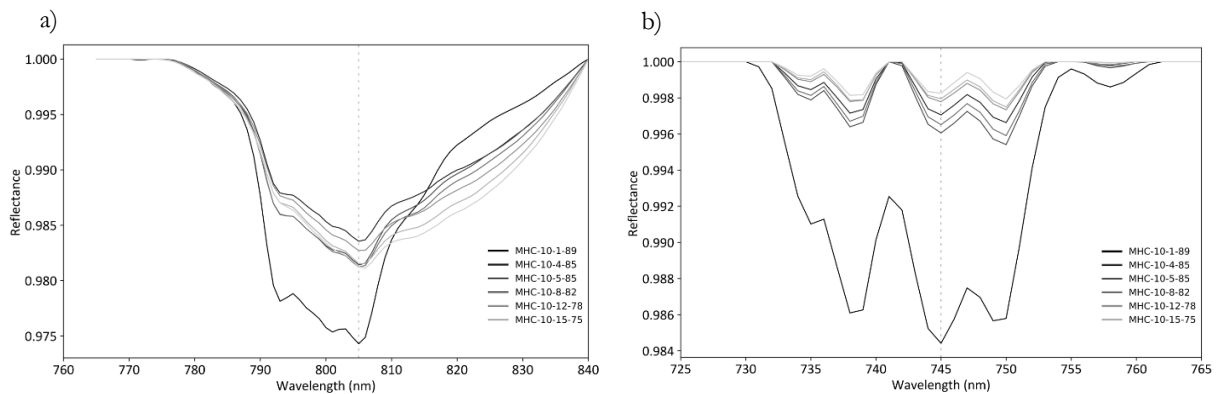 a)
1.000
0.995
0.990
0.985
0.980
0.975
Reflectance
760
770
780
790
800
810
820
830
840
Wavelength (nm)
MHC-10-1-89
MHC-10-4-85
MHC-10-5-85
MHC-10-8-82
MHC-10-12-78
MHC-10-15-75
b)
1.000
0.998
0.996
0.994
0.992
0.990
0.988
0.986
0.984
Reflectance
725
730
735
740
745
750
755
760
765
Wavelength (nm)
MHC-10-1-89
MHC-10-4-85
MHC-10-5-85
MHC-10-8-82
MHC-10-12-78
MHC-10-15-75